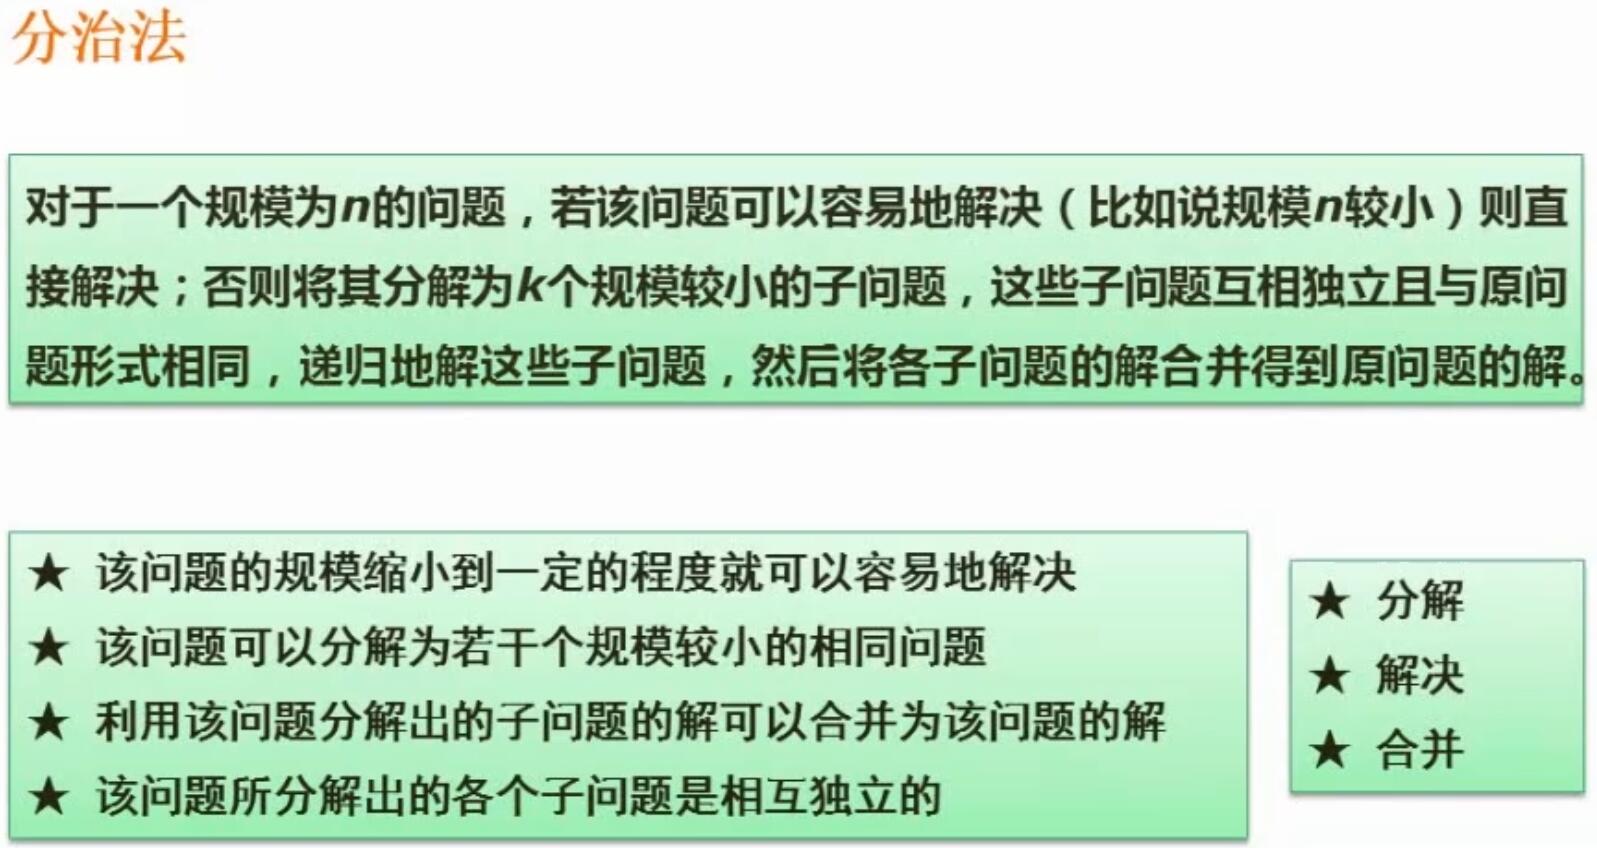 分治法
对于一个规模为n的问题，若该问题可以容易地解决（比如说规模n较小）则直
接解决；否则将其分解为k个规模较小的子问题，这些子问题互相独立且与原问
题形式相同，递归地解这些子问题，然后将各子问题的解合并得到原问题的解。
★ 该问题的规模缩小到一定的程度就可以容易地解决
★ 该问题可以分解为若干个规模较小的相同问题
★ 利用该问题分解出的子问题的解可以合并为该问题的解
★ 该问题所分解出的各个子问题是相互独立的
★ 分解
★ 解决
★ 合并